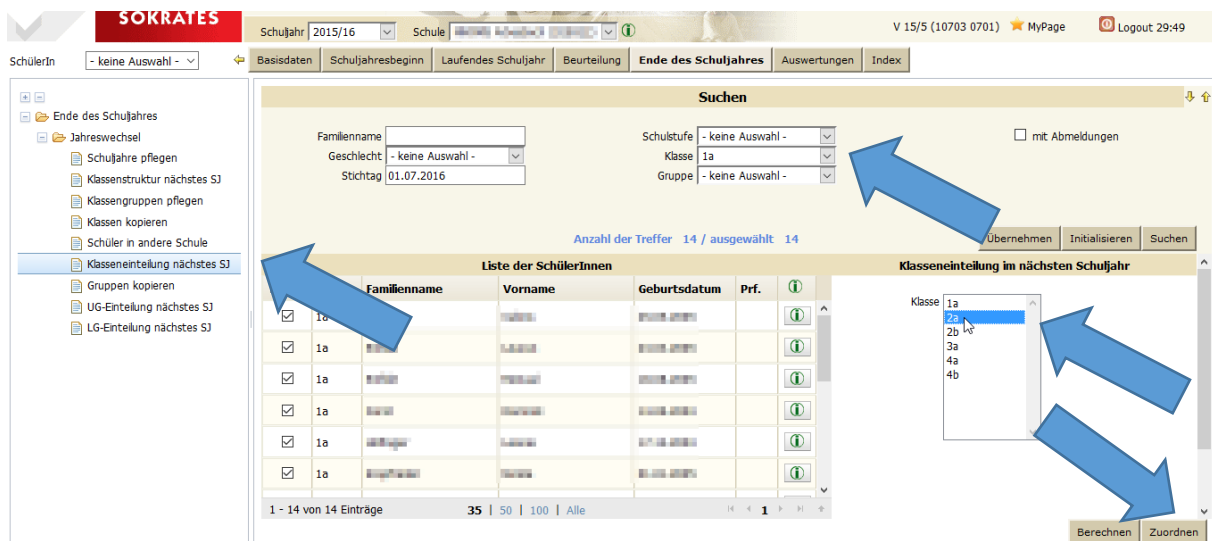 SOKRATES
Schuljahr 2015/16 Schule
V 15/5 (10703 0701) MyPage Logout 29:49
SchülerIn - keine Auswahl -
Basisdaten Schuljahresbeginn Laufendes Schuljahr Beurteilung Ende des Schuljahres Auswertungen Index
Ende des Schuljahres
Jahreswechsel
Schuljahre pflegen
Klassenstruktur nächstes SJ
Klassengruppen pflegen
Klassen kopieren
Schüler in andere Schule
Klasseneinteilung nächstes SJ
Gruppen kopieren
UG-Einteilung nächstes SJ
LG-Einteilung nächstes SJ
Suchen
Familienname
Schulstufe - keine Auswahl -
mit Abmeldungen
Geschlecht - keine Auswahl -
Klasse 1a
Stichtag 01.07.2016
Gruppe - keine Auswahl -
Anzahl der Treffer 14 / ausgewählt 14
Übernehmen Initialisieren Suchen
Liste der SchülerInnen
Familienname Vorname Geburtsdatum Prf.
1a
1a
1a
1a
1a
1a
1 - 14 von 14 Einträge 35 | 50 | 100 | Alle 1
Klasseneinteilung im nächsten Schuljahr
Klasse 1a
2a
2b
3a
4a
4b
Berechnen Zuordnen